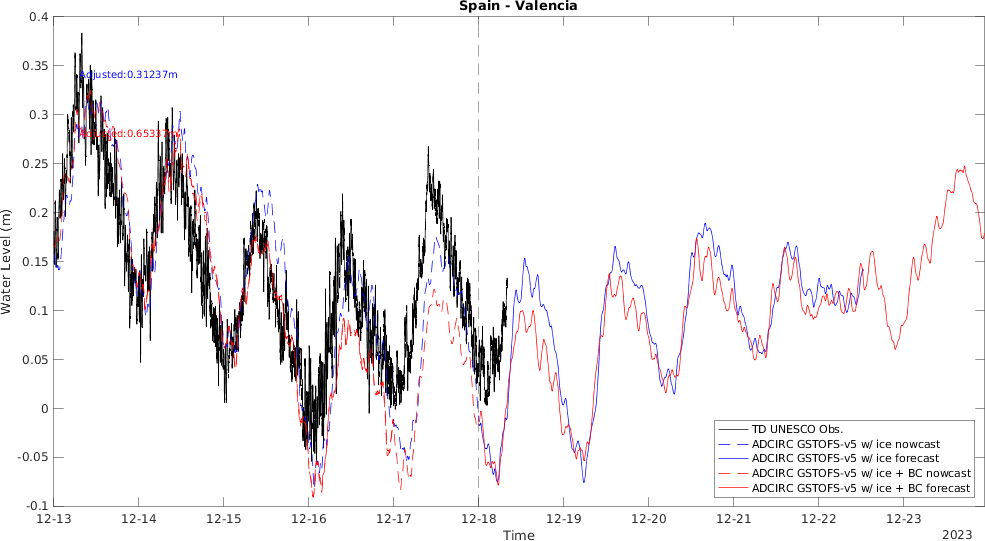 Spain - Valencia
0.4
0.35
0.3
0.25
0.2
0.15
0.1
0.05
0
-0.05
-0.1
Water Level (m)
Adjusted:0.31237m
Adjusted:0.65337m
TD UNESCO Obs.
ADCIRC GSTOFS-v5 w/ ice nowcast
ADCIRC GSTOFS-v5 w/ ice forecast
ADCIRC GSTOFS-v5 w/ ice + BC nowcast
ADCIRC GSTOFS-v5 w/ ice + BC forecast
12-13 12-14 12-15 12-16 12-17 12-18 12-19 12-20 12-21 12-22 12-23
Time
2023